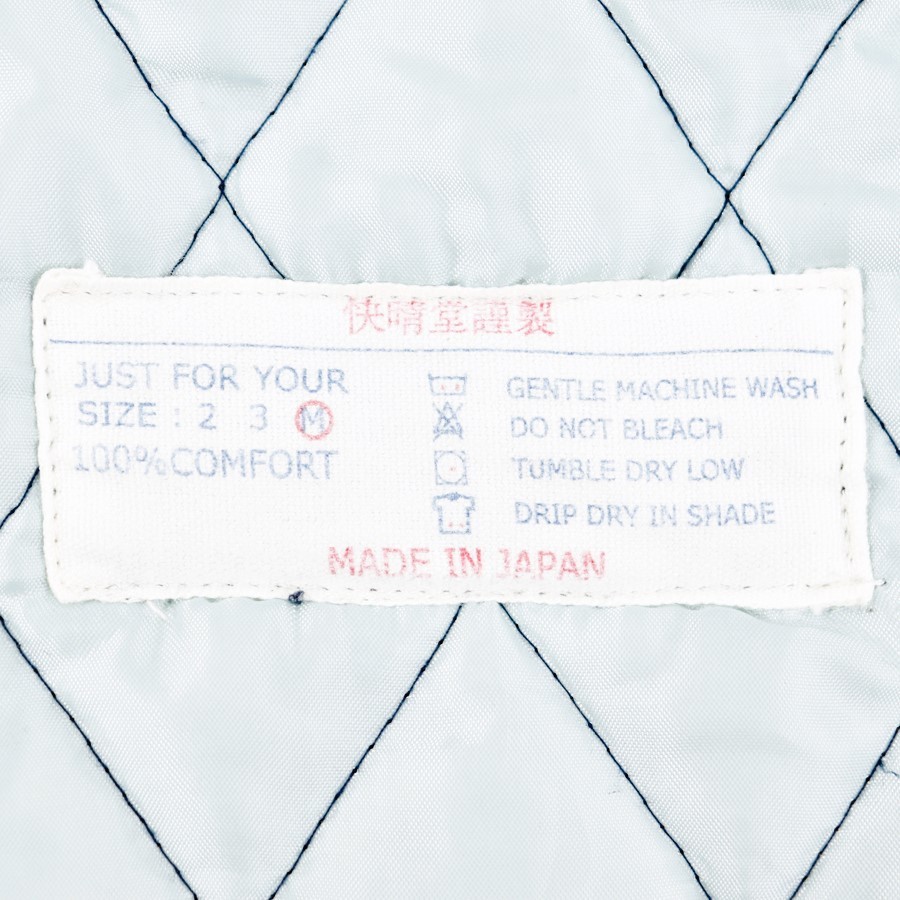 快晴堂謹製
JUST FOR YOUR
SIZE : 2 3 M
100%COMFORT
GENTLE MACHINE WASH
DO NOT BLEACH
TUMBLE DRY LOW
DRIP DRY IN SHADE
MADE IN JAPAN